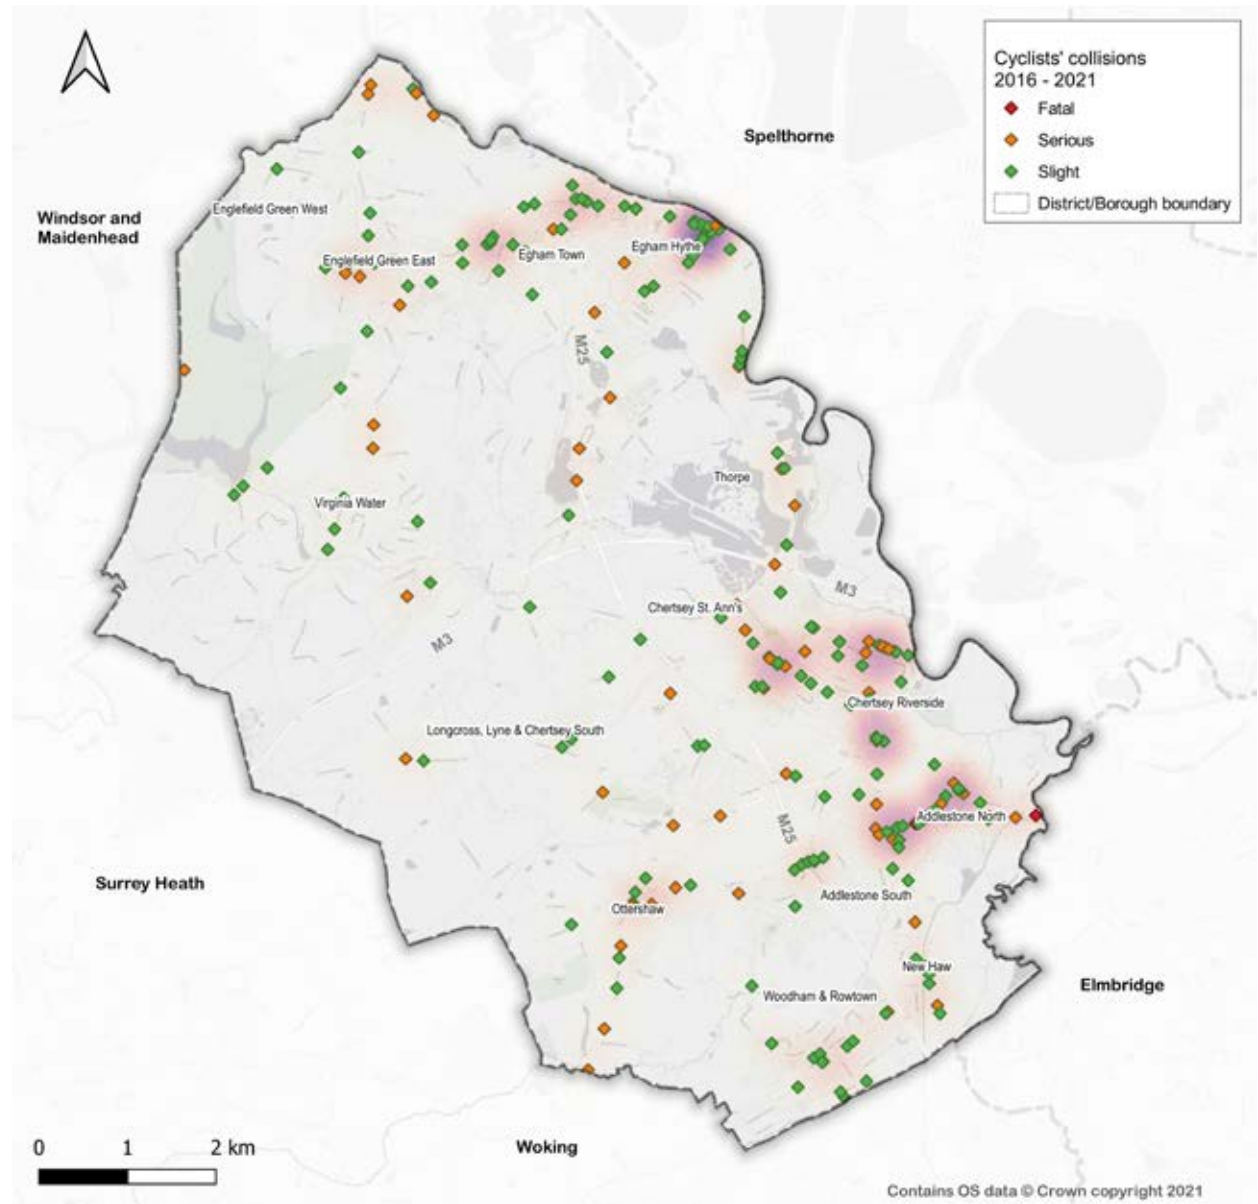 Cyclists' collisions
2016 - 2021
Fatal
Serious
Slight
District/Borough boundary
Spelthorne
Windsor and
Maidenhead
Englefield Green West
Egham Hythe
Egham Town
Englefield Green East
M25
Thorpe
Virginia Water
M3
Chertsey St. Ann's
M3
Chertsey Riverside
Longcross, Lyne & Chertsey South
Addlestone North
M25
Surrey Heath
Addlestone South
Ottershaw
New Haw
Elmbridge
Woodham & Rowtown
0 1 2 km
Woking
Contains OS data © Crown copyright 2021